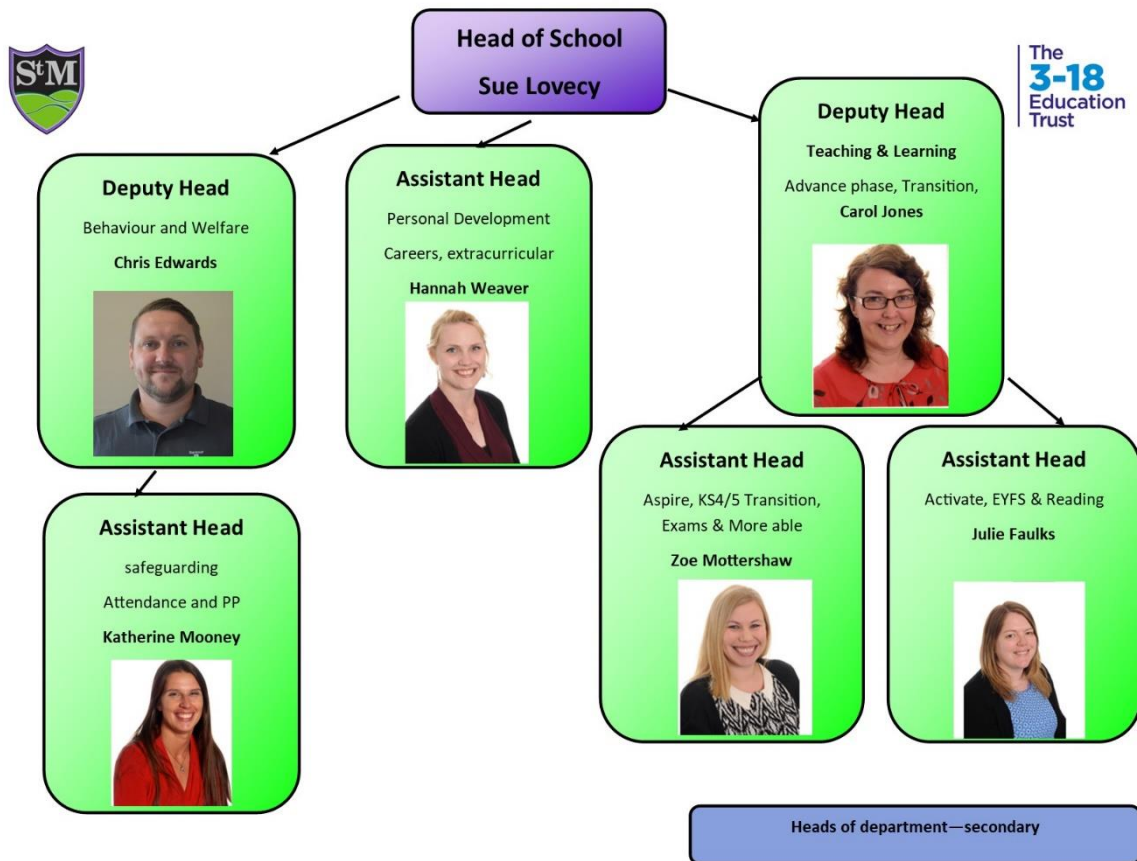 StM
Head of School
Sue Lovecy
The
3-18
Education
Trust
Deputy Head
Behaviour and Welfare
Chris Edwards
Assistant Head
Personal Development
Careers, extracurricular
Hannah Weaver
Deputy Head
Teaching & Learning
Advance phase, Transition,
Carol Jones
Assistant Head
safeguarding
Attendance and PP
Katherine Mooney
Assistant Head
Aspire, KS4/5 Transition,
Exams & More able
Zoe Mottershaw
Assistant Head
Activate, EYFS & Reading
Julie Faulks
Heads of department—secondary